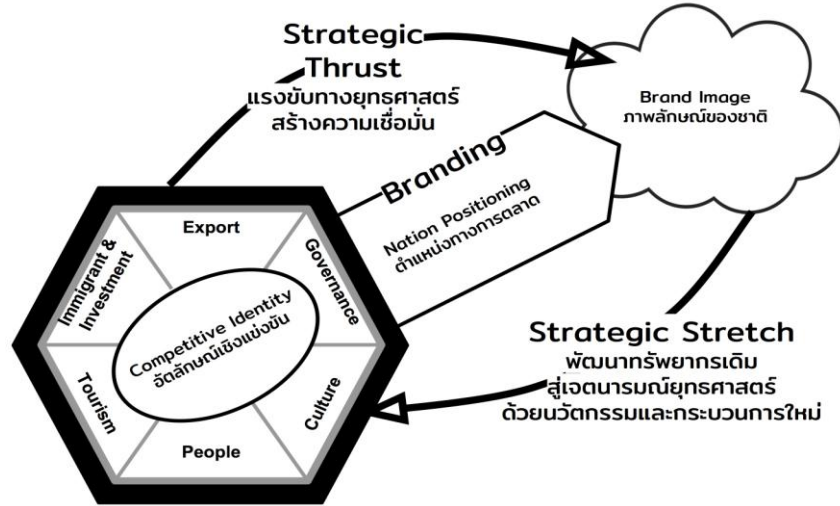 Strategic
Thrust
แรงขับทางยุทธศาสตร์
สร้างความเชื่อมั่น
Brand Image
ภาพลักษณ์ของชาติ
Branding
Nation Positioning
ตำแหน่งทางการตลาด
Export
Governance
Immigrant &
Investment
Competitive Identity
อัตลักษณ์เชิงแข่งขัน
Tourism
Culture
People
Strategic Stretch
พัฒนาทรัพยากรเดิม
สู่เจตนารมณ์ยุทธศาสตร์
ด้วยนวัตกรรมและกระบวนการใหม่